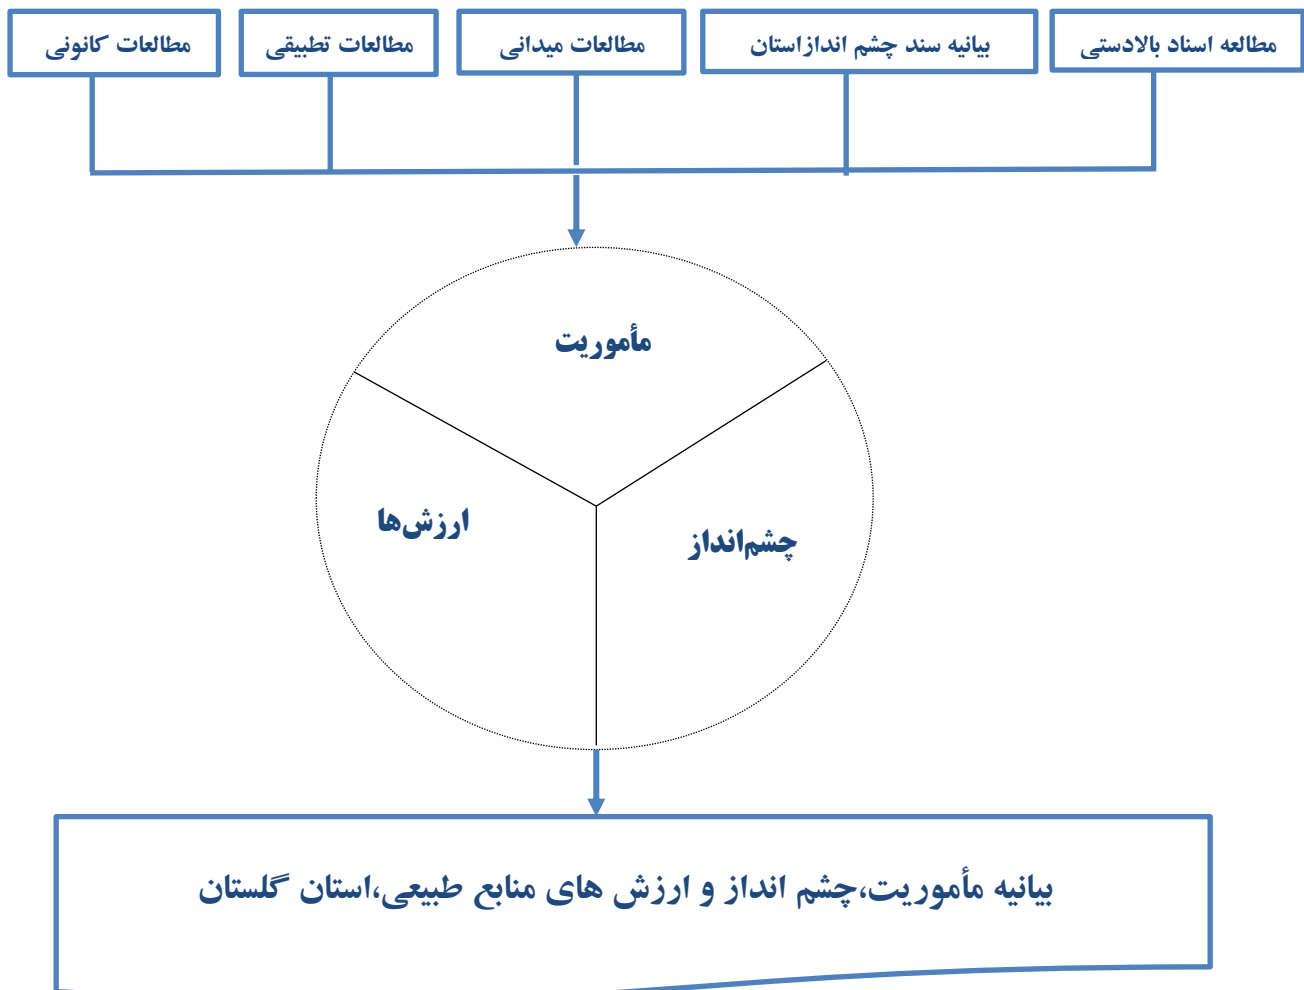 مطالعه اسناد بالادستی
بیانیه سند چشم اندازاستان
مطالعات میدانی
مطالعات تطبیقی
مطالعات کانونی
مأموریت
چشم‌انداز
ارزش‌ها
بیانیه مأموریت،چشم انداز و ارزش های منابع طبیعی،استان گلستان